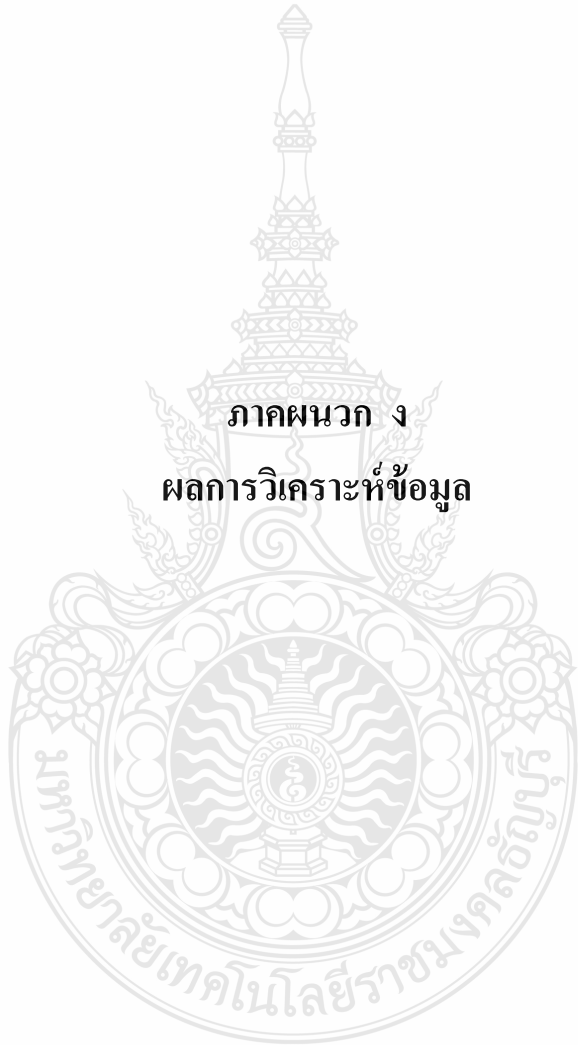 ภาคผนวก ง
ผลการวิเคราะห์ข้อมูล
มหาวิทยาลัยเทคโนโลยีราชมงคลธัญบุรี